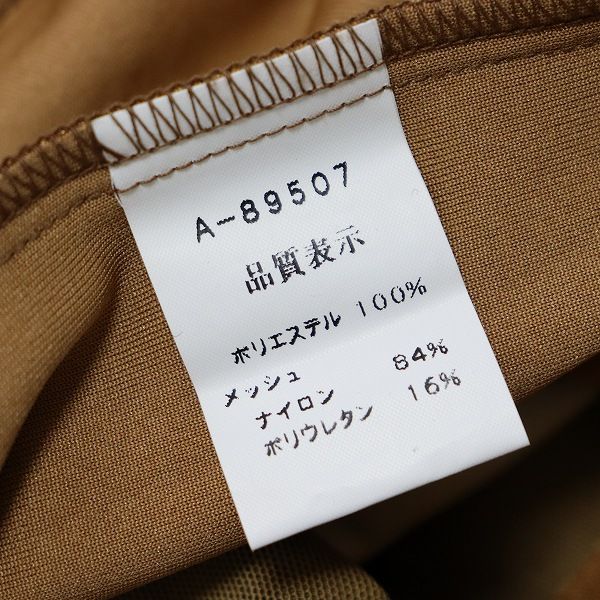 A-89507
品質表示
ポリエステル 100%
メッシュ
ナイロン 84%
ポリウレタン 16%